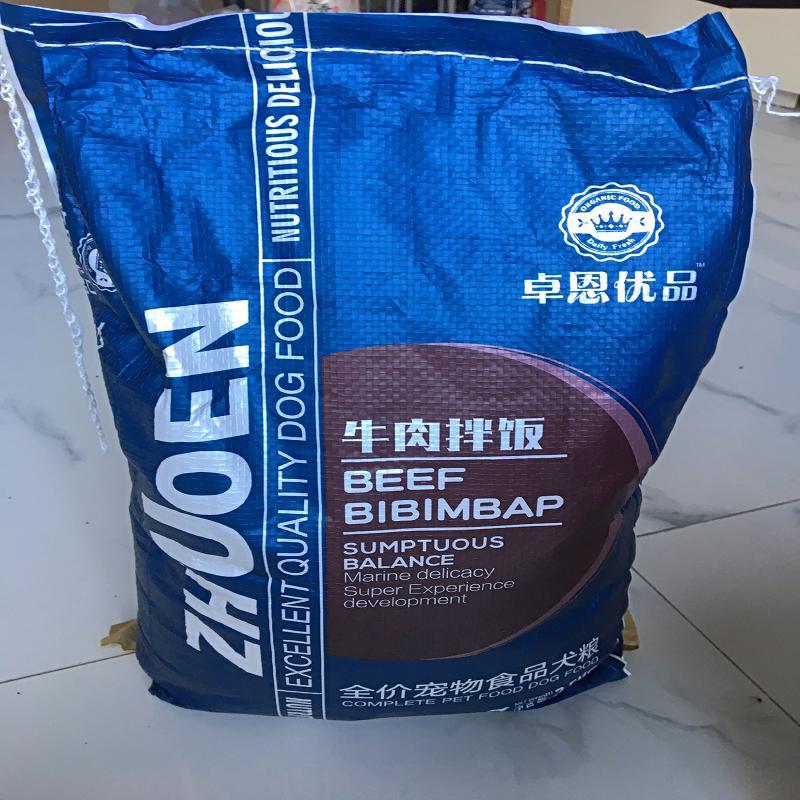 ORGANIC FOOD
Daily Fresh
卓恩优品™
ZHUOEN
EXCELLENT QUALITY DOG FOOD
NUTRITIOUS DELICIOU
牛肉拌饭
BEEF
BIBIMBAP
SUMPTUOUS
BALANCE
Marine delicacy
Super Experience
development
全价宠物食品犬粮
COMPLETE PET FOOD DOG FOOD